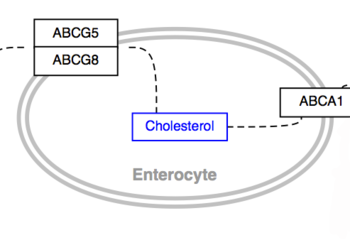 ABCG5
ABCG8
ABCA1
Cholesterol
Enterocyte